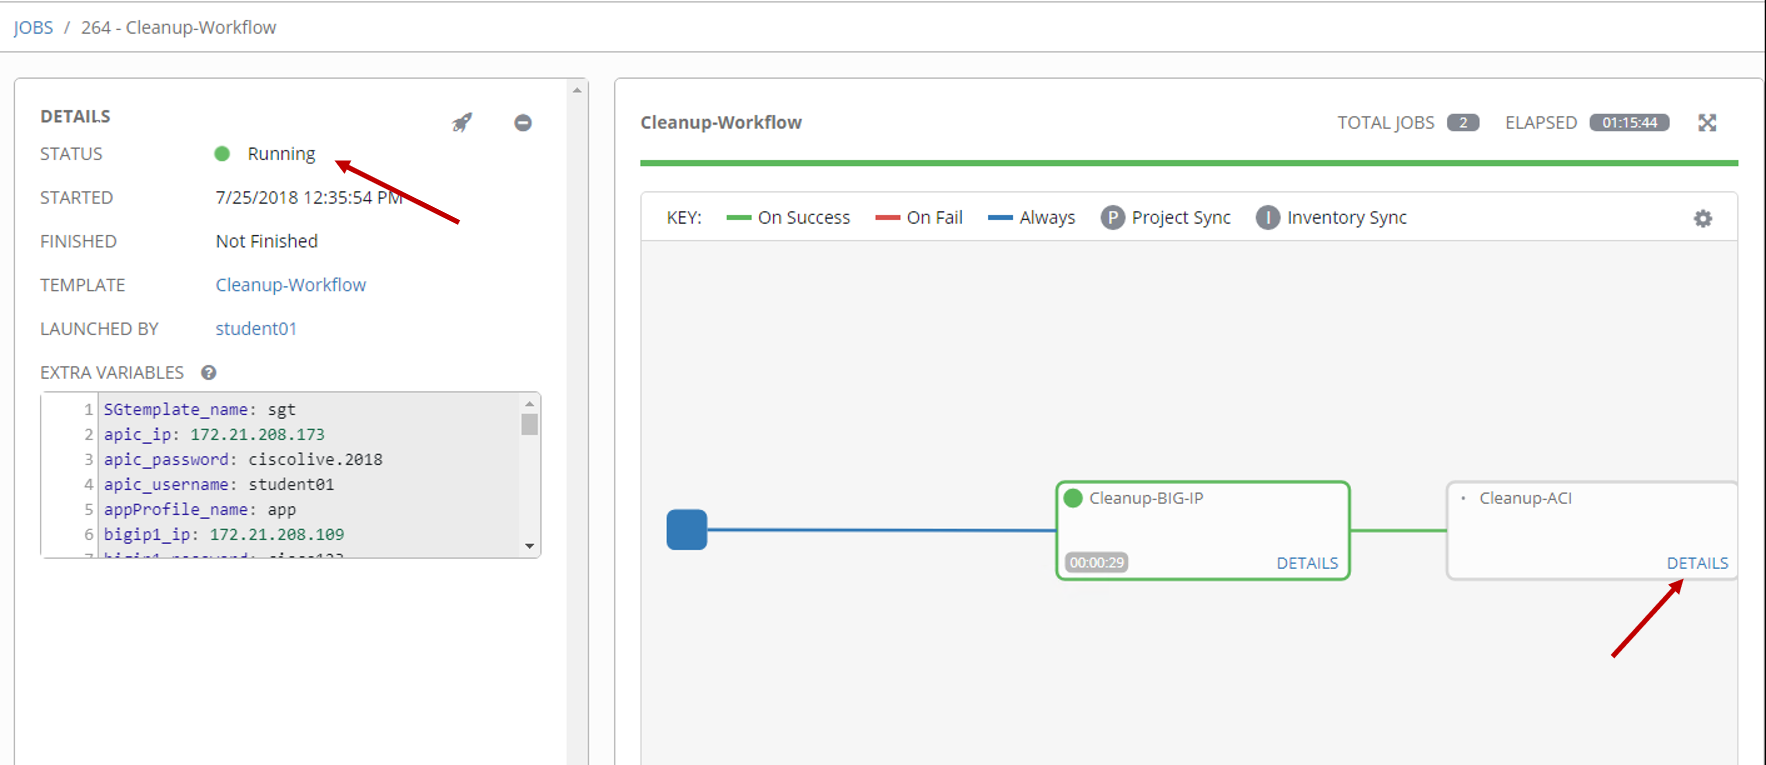 JOBS / 264 - Cleanup-Workflow
DETAILS
STATUS Running
STARTED 7/25/2018 12:35:54 PM
FINISHED Not Finished
TEMPLATE Cleanup-Workflow
LAUNCHED BY student01
EXTRA VARIABLES ?
1 SGtemplate_name: sgt
2 apic_ip: 172.21.208.173
3 apic_password: ciscolive.2018
4 apic_username: student01
5 appProfile_name: app
6 bigip1_ip: 172.21.208.109
7 bigip1_password: cisco123
Cleanup-Workflow TOTAL JOBS 2 ELAPSED 01:15:44
KEY: On Success On Fail Always P Project Sync I Inventory Sync
Cleanup-BIG-IP
00:00:29 DETAILS
Cleanup-ACI
DETAILS